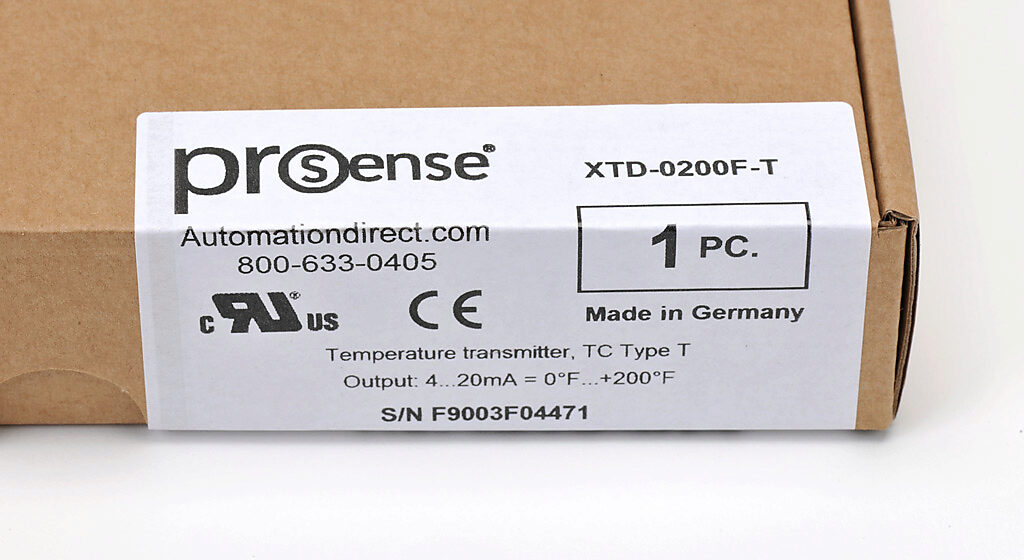 prosense®
XTD-0200F-T
Automationdirect.com
800-633-0405
1 PC.
c RU® US
CE
Made in Germany
Temperature transmitter, TC Type T
Output: 4...20mA = 0°F...+200°F
S/N F9003F04471